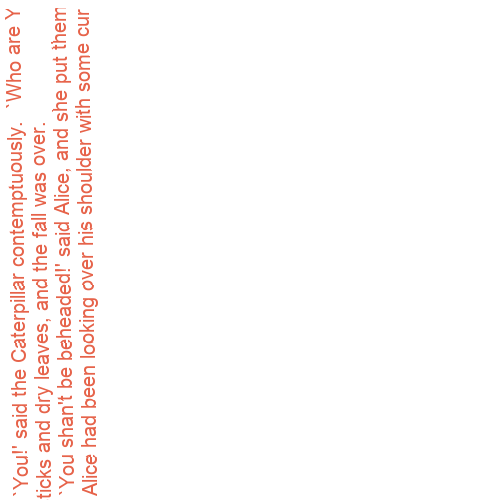 `You!' said the Caterpillar contemptuously.  `Who are Y
ticks and dry leaves, and the fall was over.
`You shan't be beheaded!' said Alice, and she put them
Alice had been looking over his shoulder with some cur